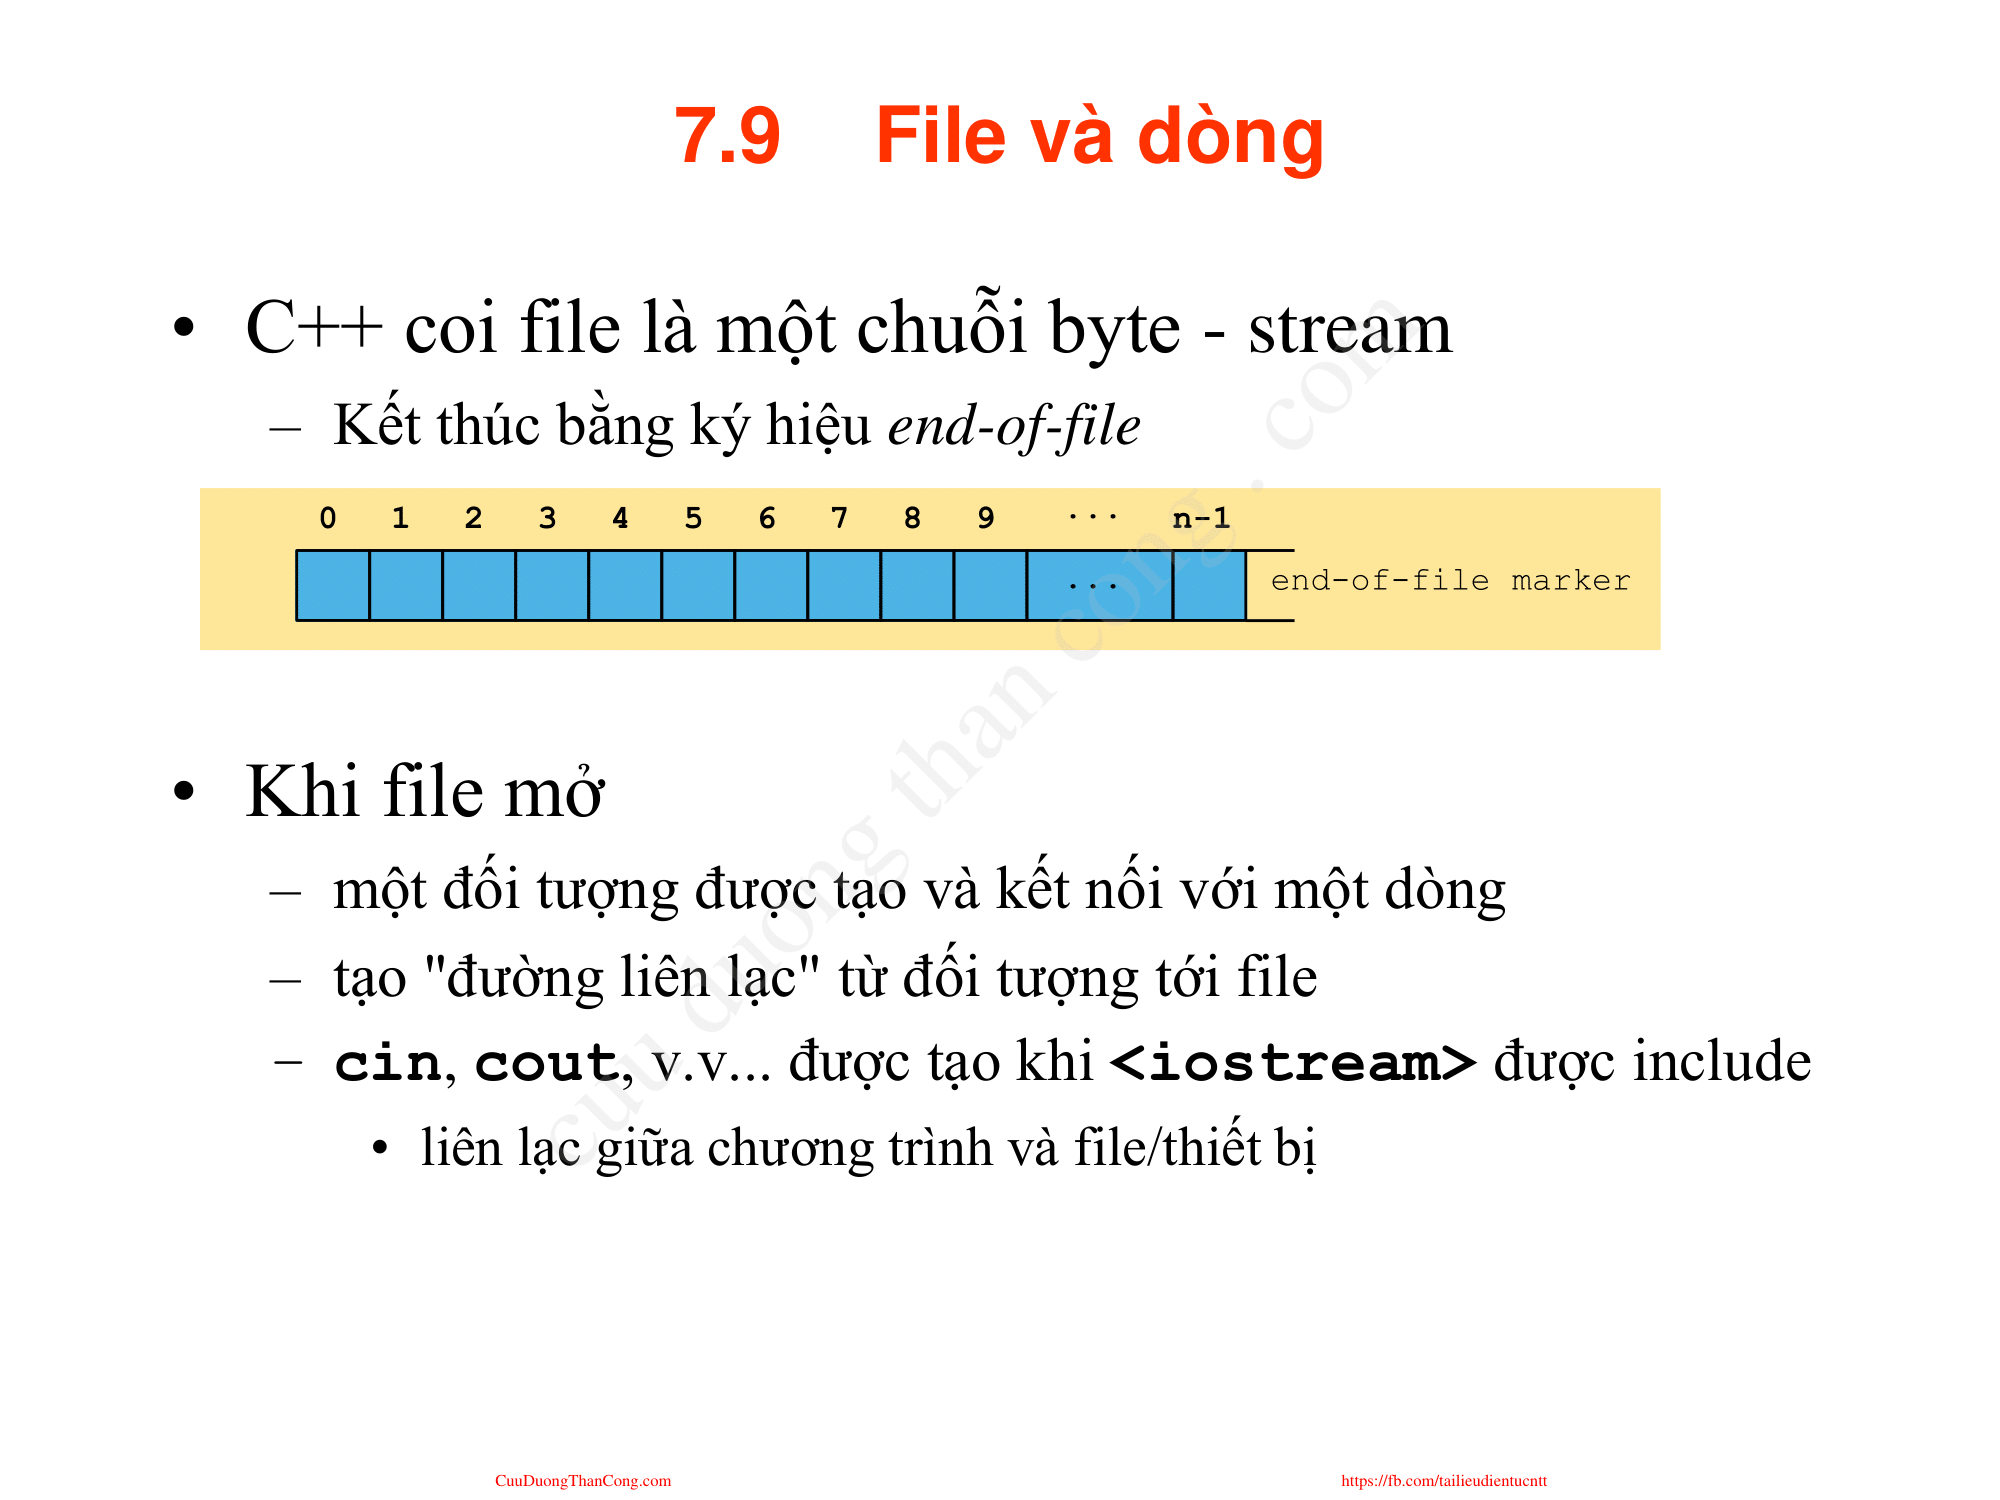 7.9 File và dòng
• C++ coi file là một chuỗi byte - stream
– Kết thúc bằng ký hiệu end-of-file
0 1 2 3 4 5 6 7 8 9 ... n-1
... end-of-file marker
• Khi file mở
– một đối tượng được tạo và kết nối với một dòng
– tạo "đường liên lạc" từ đối tượng tới file
– cin, cout, v.v... được tạo khi <iostream> được include
• liên lạc giữa chương trình và file/thiết bị
cuu duong than cong . com
CuuDuongThanCong.com https://fb.com/tailieudientucntt